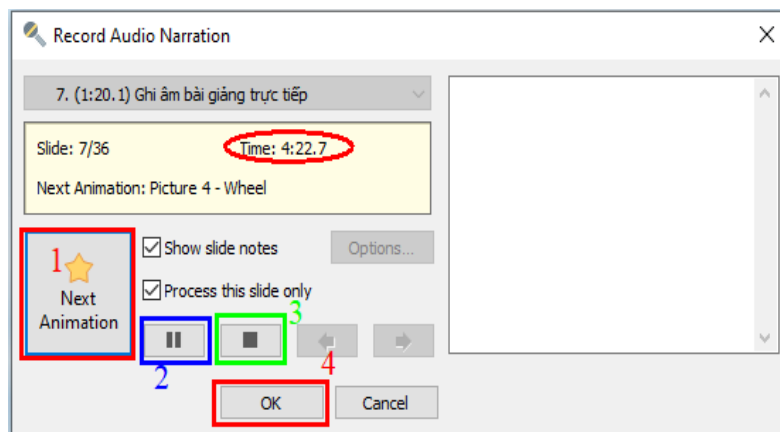 Record Audio Narration
7. (1:20.1) Ghi âm bài giảng trực tiếp
Slide: 7/36 Time: 4:22.7
Next Animation: Picture 4 - Wheel
1
Next
Animation
Show slide notes Options...
Process this slide only
3
2
4
OK Cancel